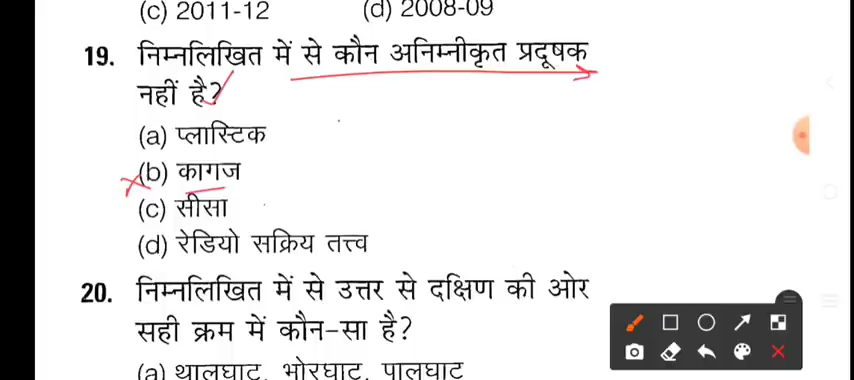 (c) 2011-12 (d) 2008-09
19. निम्नलिखित में से कौन अनिम्नीकृत प्रदूषक
नहीं है?
(a) प्लास्टिक
(b) कागज
(c) सीसा
(d) रेडियो सक्रिय तत्त्व
20. निम्नलिखित में से उत्तर से दक्षिण की ओर
सही क्रम में कौन-सा है?
(a) थालघाट, भोरघाट, पालघाट